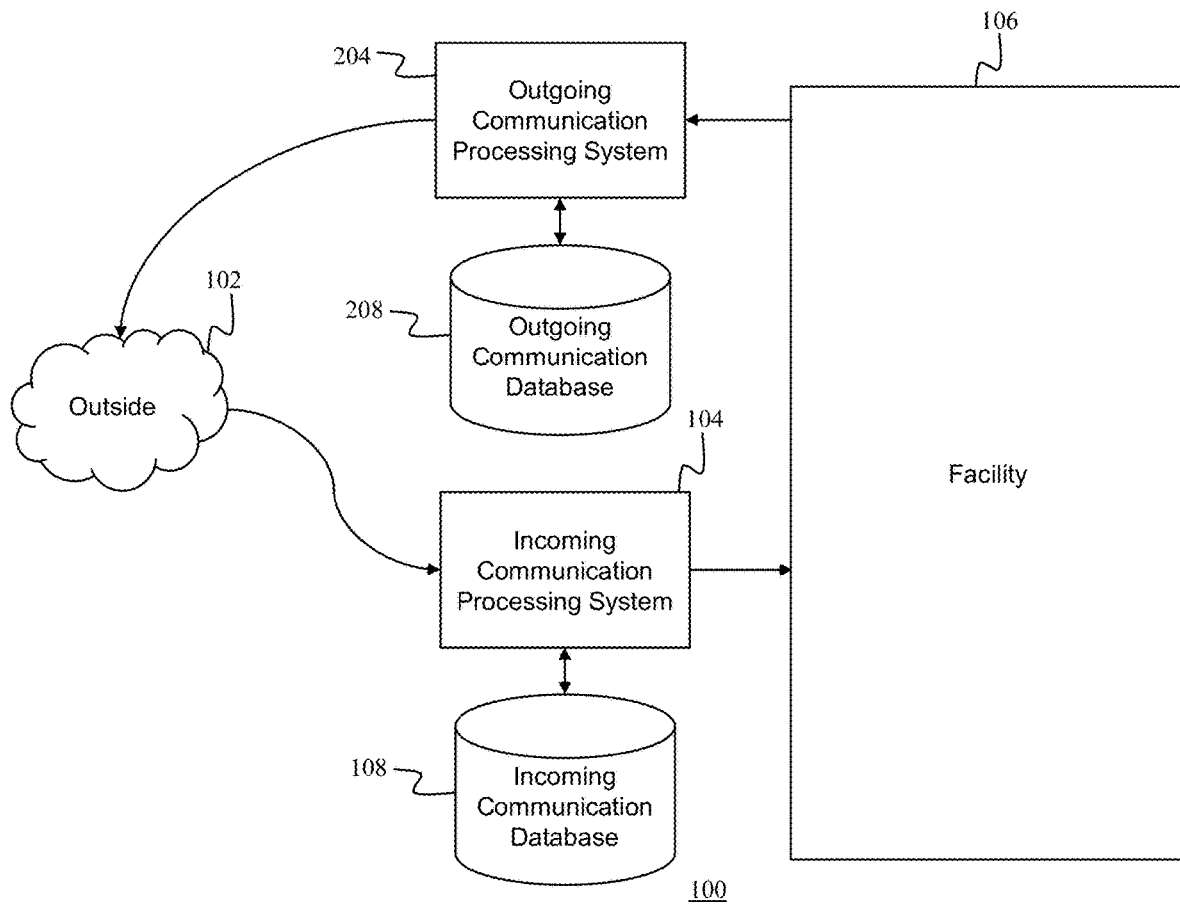 106
204
Outgoing
Communication
Processing System
102
208
Outgoing
Communication
Database
Outside
104
Facility
Incoming
Communication
Processing System
108
Incoming
Communication
Database
100